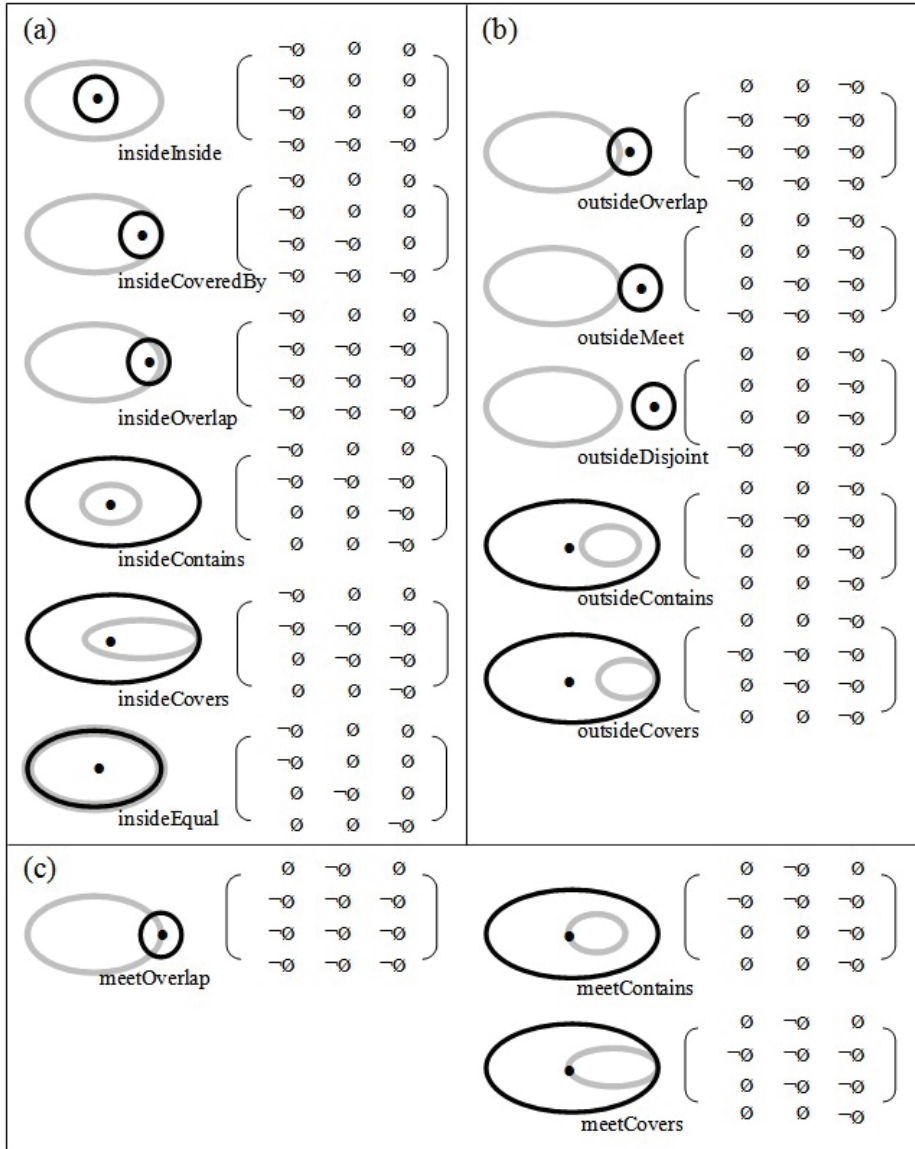 (a)
¬Ø Ø Ø
¬Ø Ø Ø
¬Ø Ø Ø
¬Ø ¬Ø ¬Ø
insideInside
¬Ø Ø Ø
¬Ø Ø Ø
¬Ø ¬Ø Ø
¬Ø ¬Ø ¬Ø
insideCoveredBy
¬Ø Ø Ø
¬Ø ¬Ø ¬Ø
¬Ø ¬Ø ¬Ø
¬Ø ¬Ø ¬Ø
insideOverlap
¬Ø Ø Ø
¬Ø ¬Ø ¬Ø
Ø Ø ¬Ø
Ø Ø ¬Ø
insideContains
¬Ø Ø Ø
¬Ø ¬Ø ¬Ø
Ø ¬Ø ¬Ø
Ø Ø ¬Ø
insideCovers
¬Ø Ø Ø
¬Ø Ø Ø
Ø ¬Ø Ø
Ø Ø ¬Ø
insideEqual
(b)
Ø Ø ¬Ø
¬Ø ¬Ø ¬Ø
¬Ø ¬Ø ¬Ø
¬Ø ¬Ø ¬Ø
outsideOverlap
Ø Ø ¬Ø
Ø Ø ¬Ø
Ø ¬Ø ¬Ø
¬Ø ¬Ø ¬Ø
outsideMeet
Ø Ø ¬Ø
Ø Ø ¬Ø
Ø Ø ¬Ø
¬Ø ¬Ø ¬Ø
outsideDisjoint
Ø Ø ¬Ø
¬Ø ¬Ø ¬Ø
Ø Ø ¬Ø
Ø Ø ¬Ø
outsideContains
Ø Ø ¬Ø
¬Ø ¬Ø ¬Ø
Ø ¬Ø ¬Ø
Ø Ø ¬Ø
outsideCovers
(c)
Ø ¬Ø Ø
¬Ø ¬Ø ¬Ø
¬Ø ¬Ø ¬Ø
¬Ø ¬Ø ¬Ø
meetOverlap
Ø ¬Ø Ø
¬Ø ¬Ø ¬Ø
Ø Ø ¬Ø
Ø Ø ¬Ø
meetContains
Ø ¬Ø Ø
¬Ø ¬Ø ¬Ø
Ø ¬Ø ¬Ø
Ø Ø ¬Ø
meetCovers